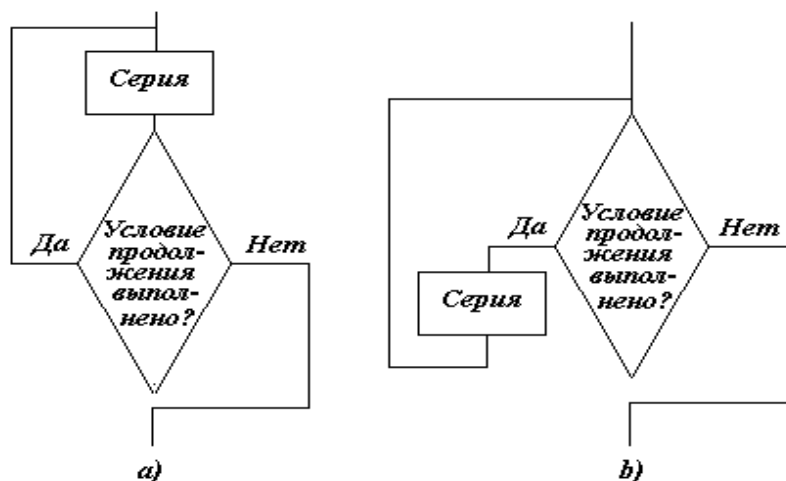 Серия
Условие
продол-
жения
выпол-
нено?
Да
Нет
а)
Условие
продол-
жения
выпол-
нено?
Да
Нет
Серия
b)